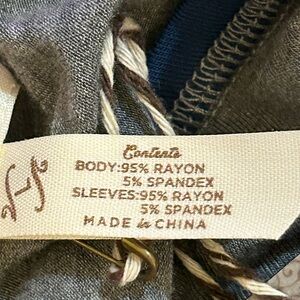 Contents
BODY:95% RAYON
5% SPANDEX
SLEEVES:95% RAYON
5% SPANDEX
MADE in CHINA